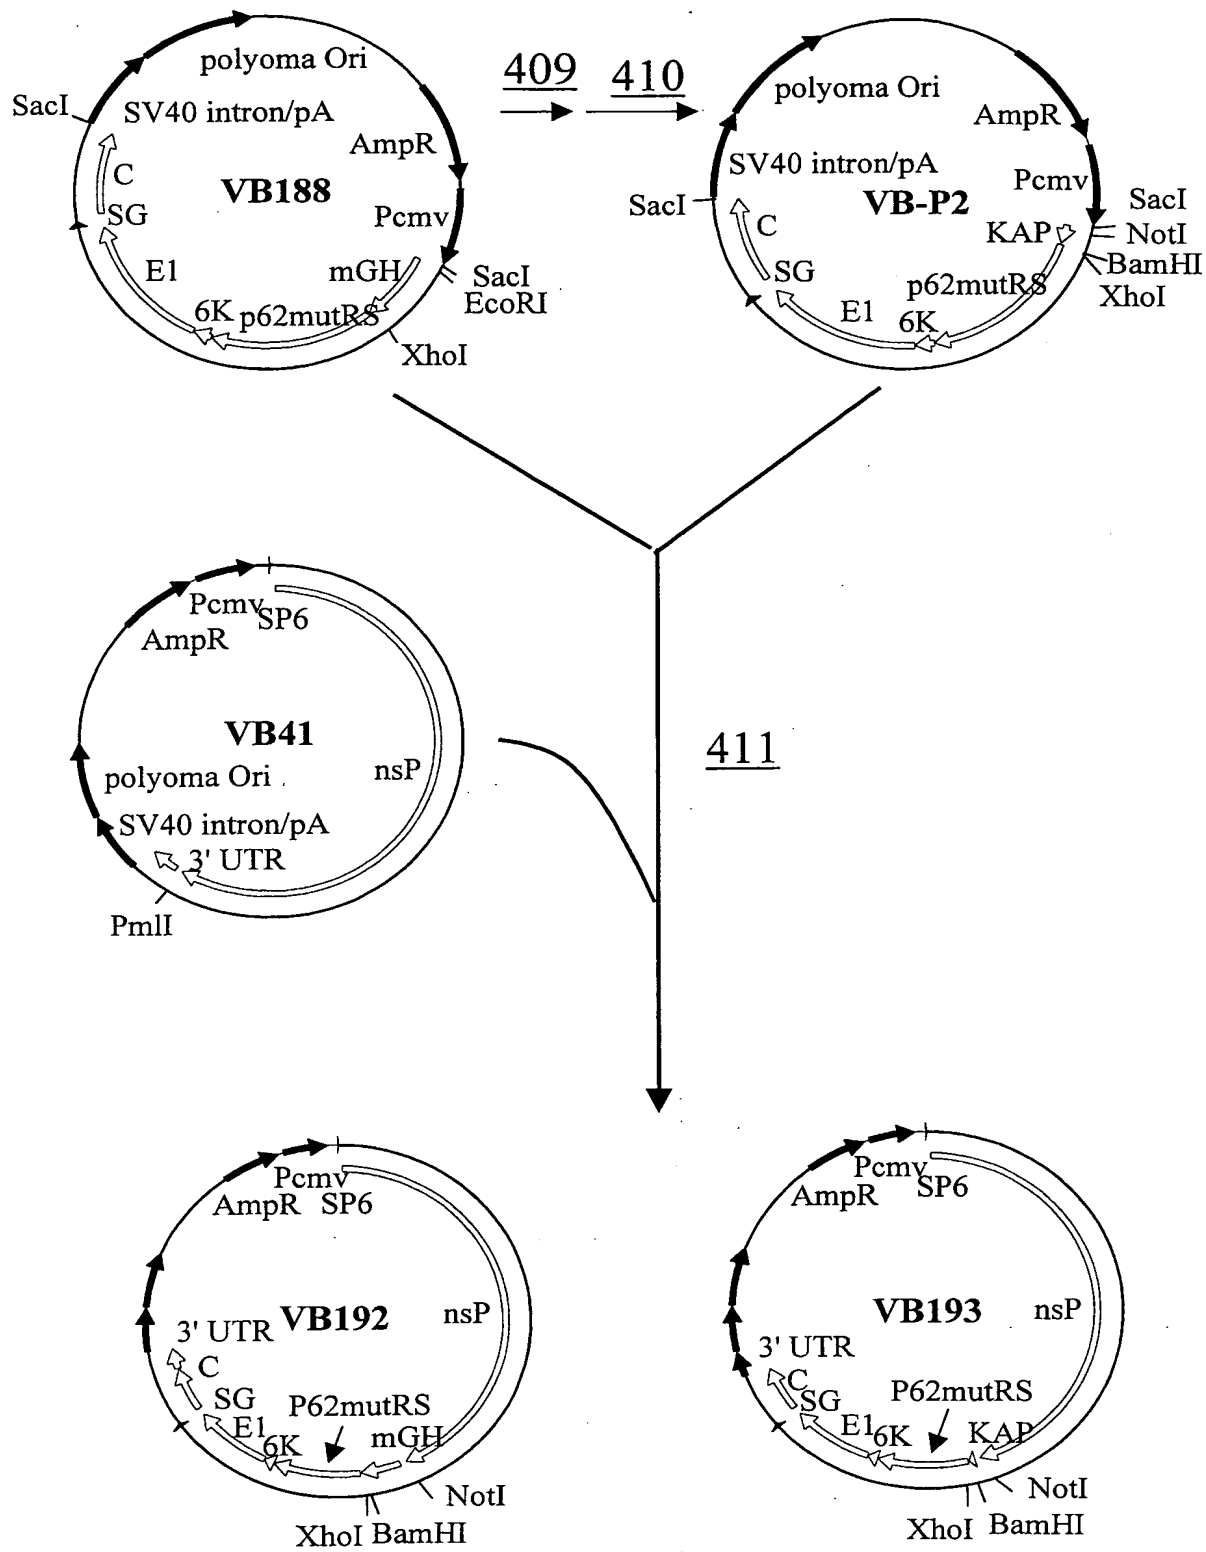 polyoma Ori
SacI
SV40 intron/pA
AmpR
C
VB188
SG
Pcmv
E1
mGH
SacI
EcoRI
6K
p62mutRS
XhoI
409
410
polyoma Ori
AmpR
SV40 intron/pA
Pcmv
SacI
VB-P2
SacI
C
KAP
NotI
SG
BamHI
p62mutRS
XhoI
E1
6K
Pcmv
SP6
AmpR
VB41
411
polyoma Ori
nsP
SV40 intron/pA
3' UTR
PmlI
Pcmv
AmpR
SP6
VB192
nsP
3' UTR
C
SG
P62mutRS
E1
6K
mGH
NotI
XhoI
BamHI
Pcmv
AmpR
SP6
VB193
nsP
3' UTR
C
SG
P62mutRS
E1
6K
KAP
NotI
XhoI
BamHI